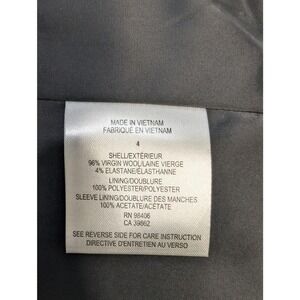 MADE IN VIETNAM
FABRIQUÉ EN VIETNAM
4
SHELL/EXTÉRIEUR
96% VIRGIN WOOL/LAINE VIERGE
4% ELASTANE/ÉLASTHANNE
LINING/DOUBLURE
100% POLYESTER/POLYESTER
SLEEVE LINING/DOUBLURE DES MANCHES
100% ACETATE/ACÉTATE
RN 98406
CA 39862
SEE REVERSE SIDE FOR CARE INSTRUCTION
DIRECTIVE D'ENTRETIEN AU VERSO